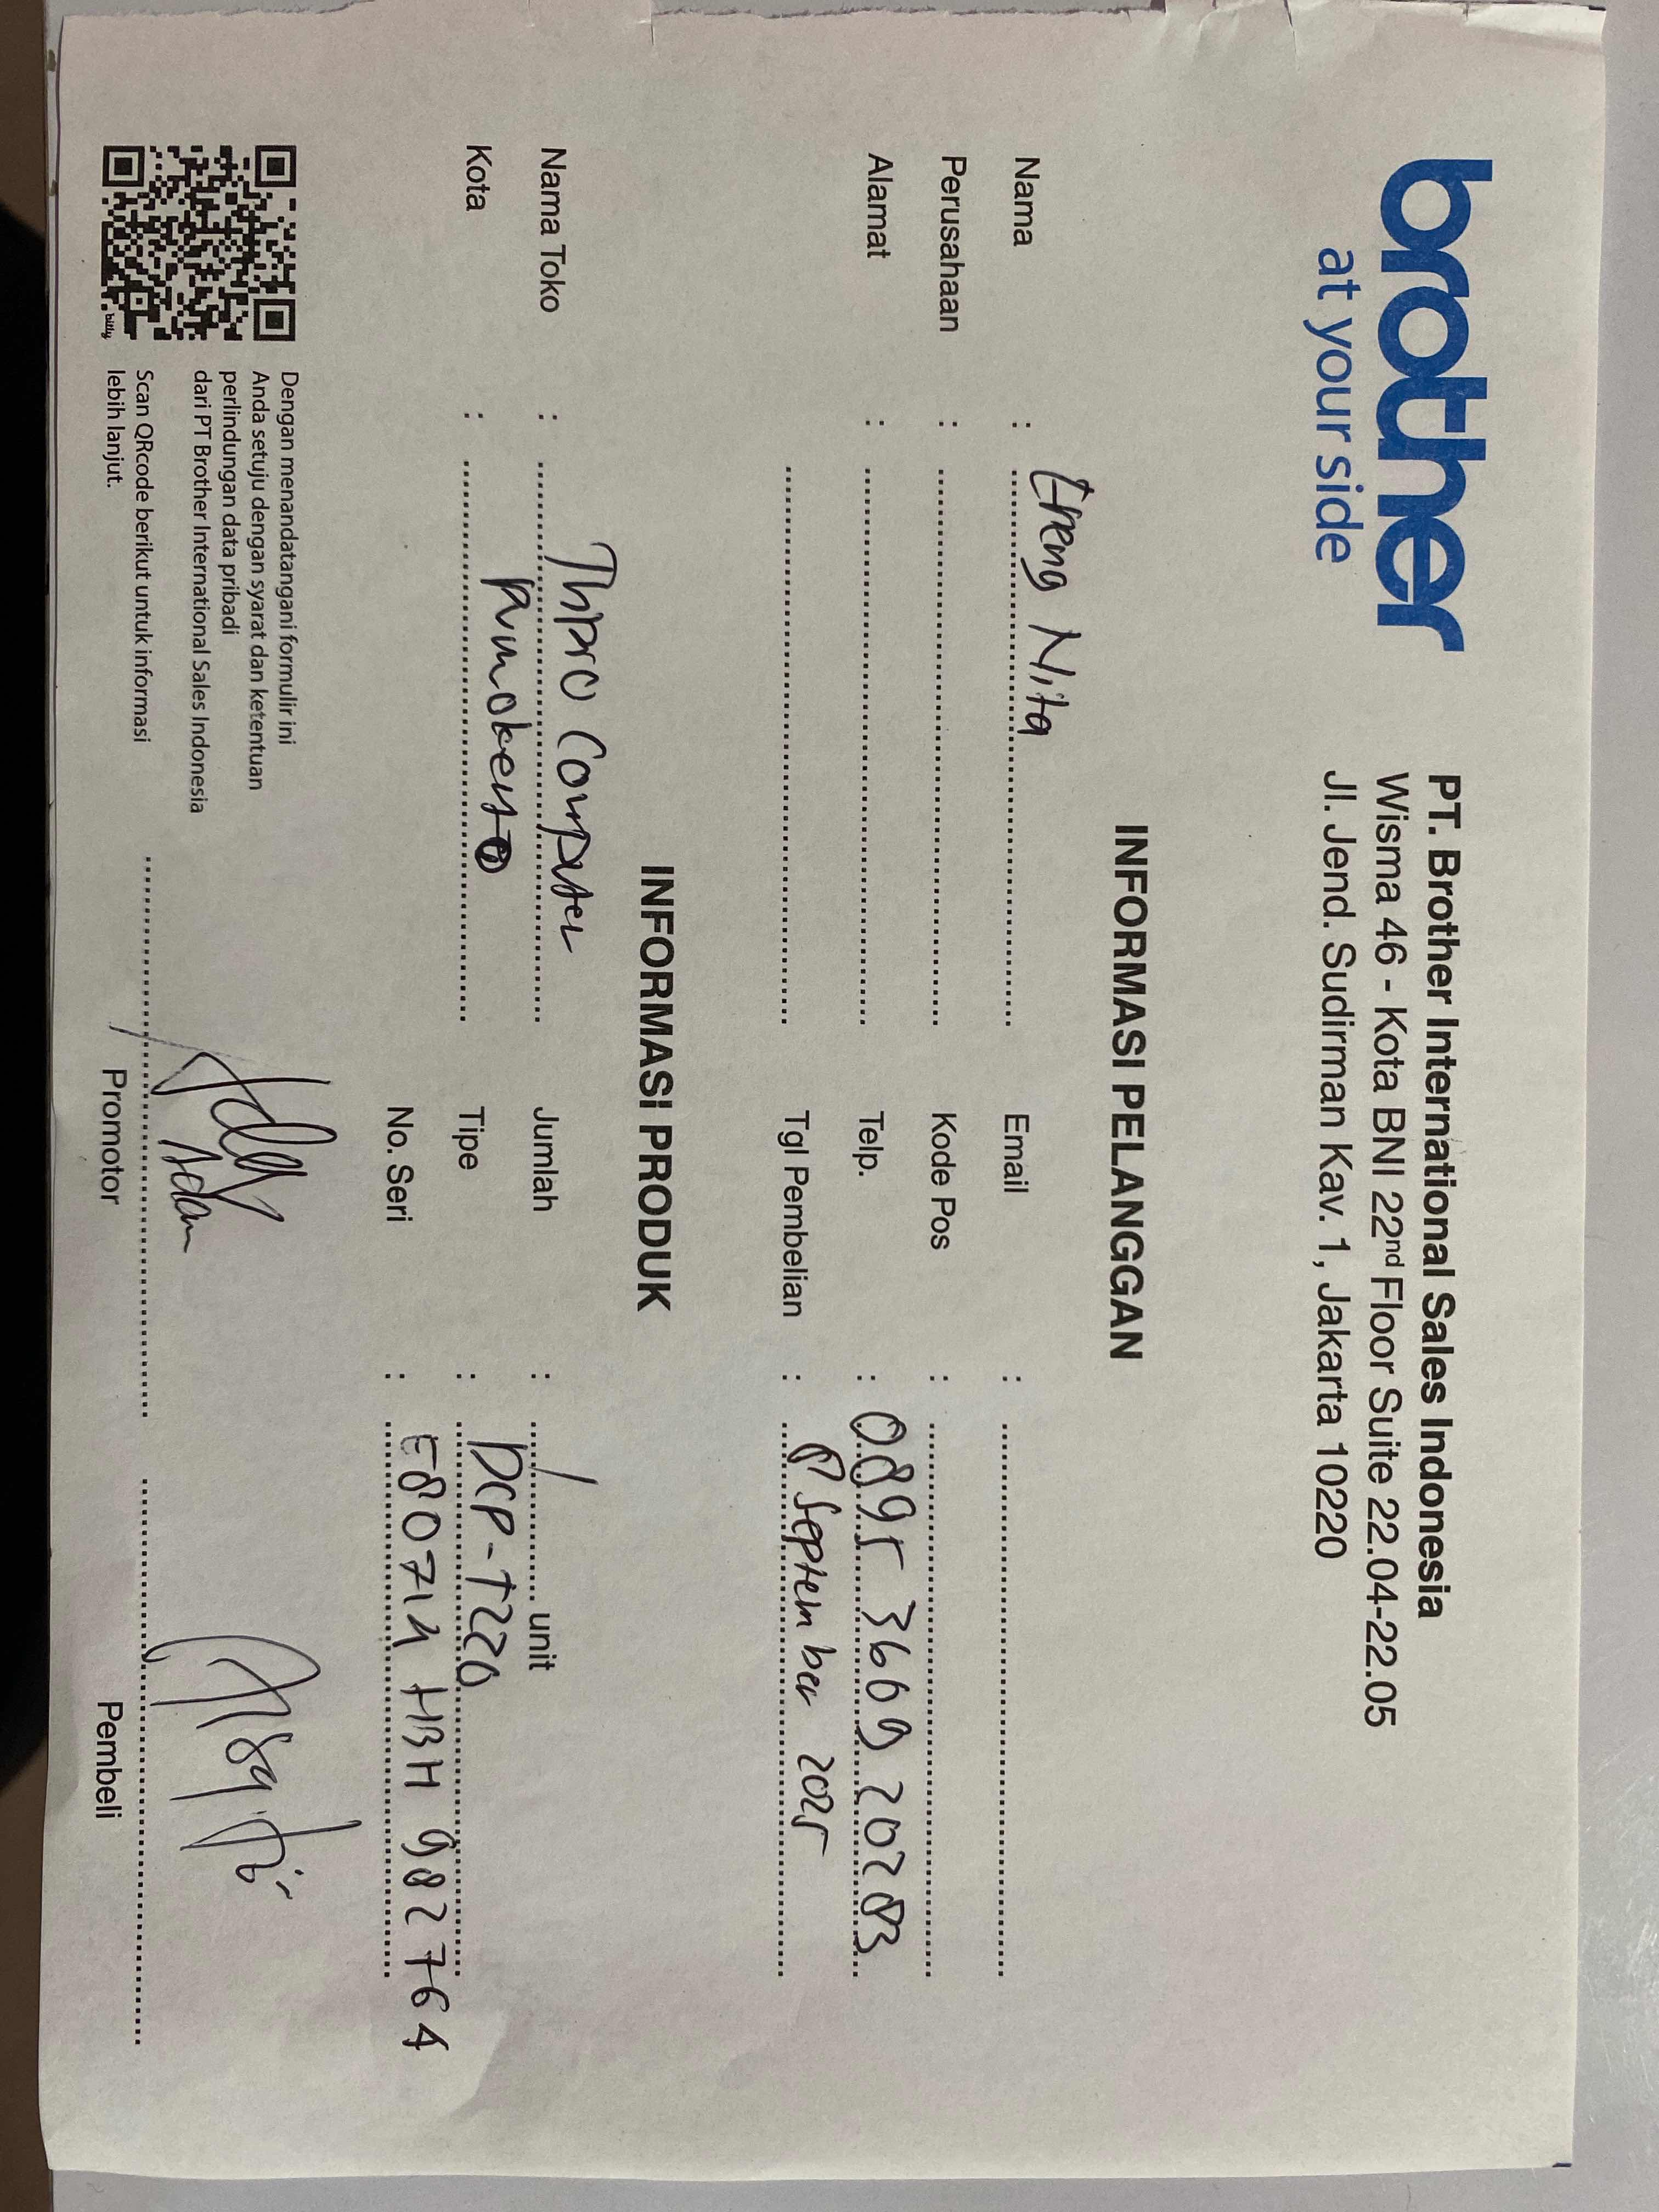 brother
at your side
PT. Brother International Sales Indonesia
Wisma 46 - Kota BNI 22nd Floor Suite 22.04-22.05
Jl. Jend. Sudirman Kav. 1, Jakarta 10220
INFORMASI PELANGGAN
Nama : Nita
Perusahaan :
Alamat :
Email :
Kode Pos :
Telp. : 0895 3609 20283
Tgl Pembelian : 8 September 2025
INFORMASI PRODUK
Nama Toko : Thpro Computer
Kota : Purwokerto
Jumlah : 1 unit
Tipe : DCP-T220
No. Seri : E80714 H3H 982764
Dengan menandatangani formulir ini
Anda setuju dengan syarat dan ketentuan
perlindungan data pribadi
dari PT Brother International Sales Indonesia
Scan QRcode berikut untuk informasi
lebih lanjut.
bitly
Adan
Promotor
Pembeli